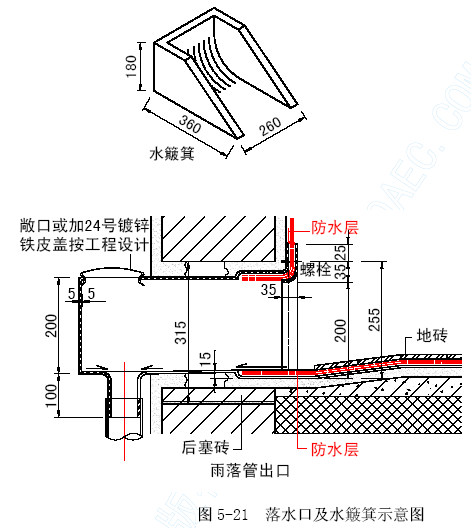 180
360
260
水簸箕
敞口或加24号镀锌
铁皮盖按工程设计
防水层
25
螺栓
35
5 5
35
200
315
200
255
15
地砖
100
后塞砖
防水层
雨落管出口
图 5-21 落水口及水簸箕示意图